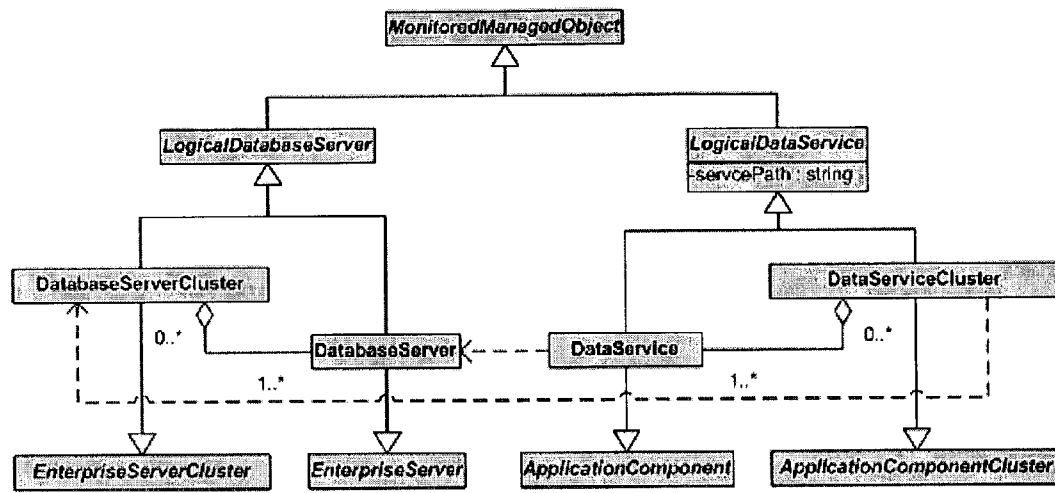 MonitoredManagedObject
LogicalDatabaseServer
LogicalDataService
-servcePath : string
DatabaseServerCluster
DataServiceCluster
0..*
0..*
DatabaseServer
DataService
1..*
1..*
EnterpriseServerCluster
EnterpriseServer
ApplicationComponent
ApplicationComponentCluster